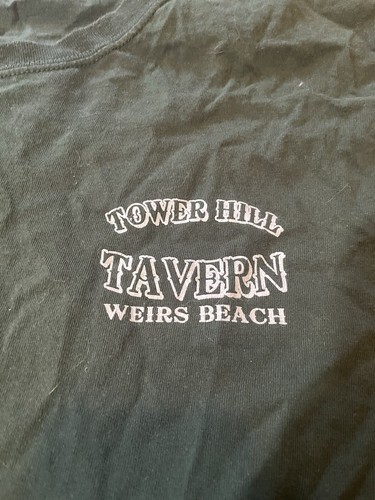 TOWER HILL
TAVERN
WEIRS BEACH